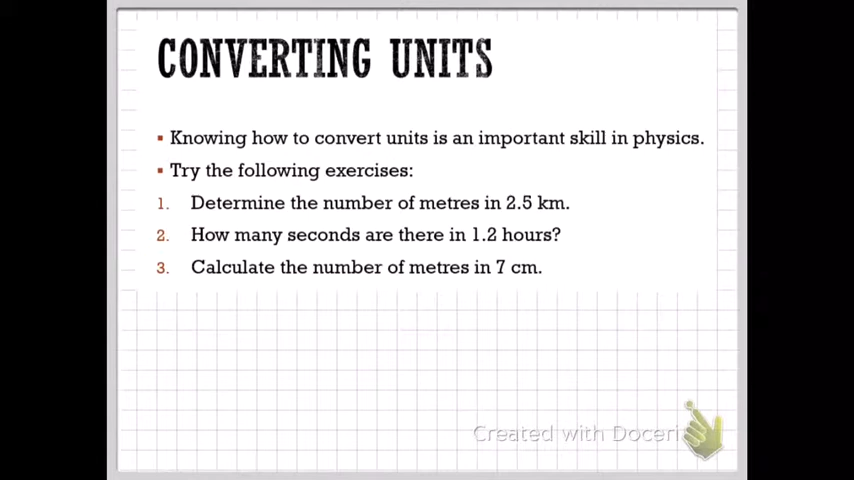 CONVERTING UNITS
▪ Knowing how to convert units is an important skill in physics.
▪ Try the following exercises:
1. Determine the number of metres in 2.5 km.
2. How many seconds are there in 1.2 hours?
3. Calculate the number of metres in 7 cm.
Created with Doceri